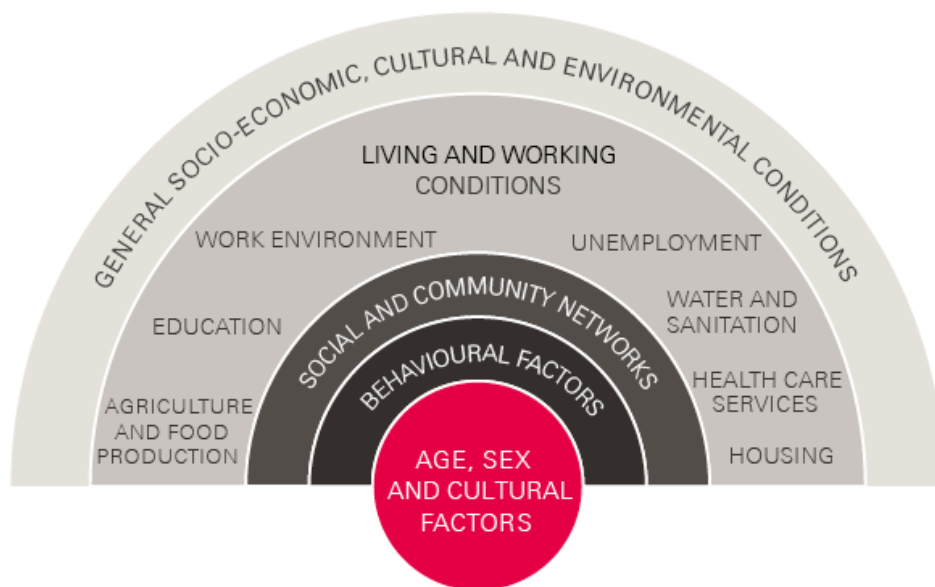 GENERAL SOCIO-ECONOMIC, CULTURAL AND ENVIRONMENTAL CONDITIONS
LIVING AND WORKING
CONDITIONS
WORK ENVIRONMENT
UNEMPLOYMENT
EDUCATION
WATER AND
SANITATION
AGRICULTURE
AND FOOD
PRODUCTION
HEALTH CARE
SERVICES
HOUSING
SOCIAL AND COMMUNITY NETWORKS
BEHAVIOURAL FACTORS
AGE, SEX
AND CULTURAL
FACTORS